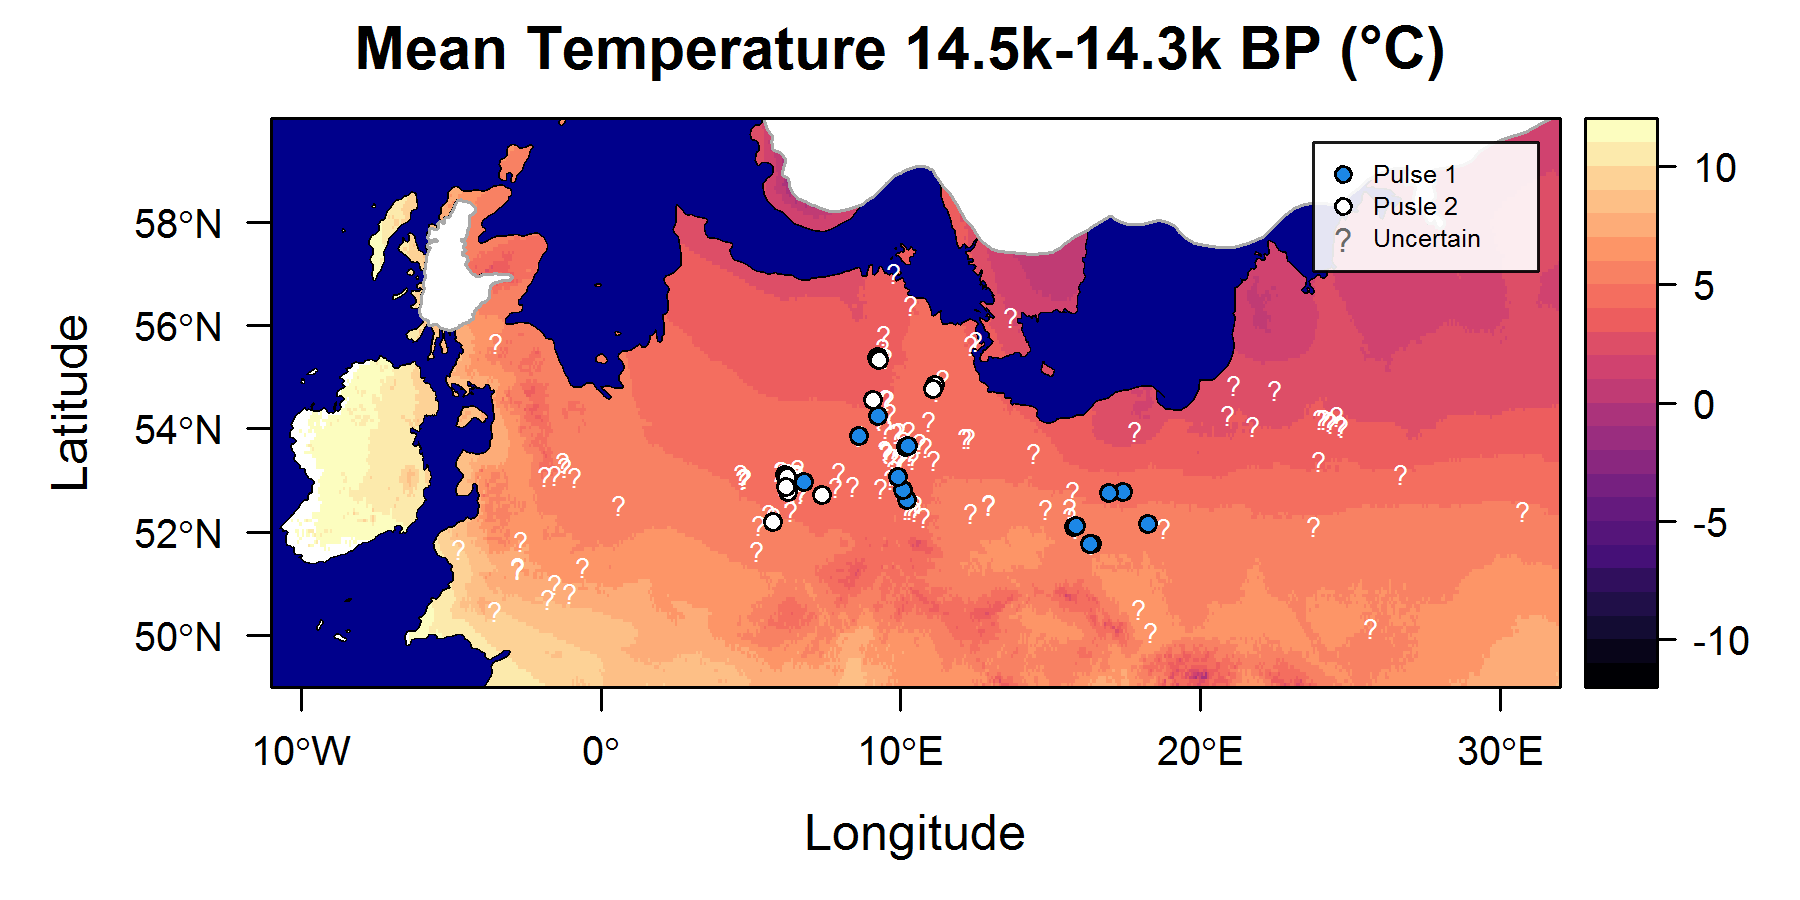 Mean Temperature 14.5k-14.3k BP (°C)
Pulse 1
Pusle 2
? Uncertain
58°N
56°N
54°N
52°N
50°N
Latitude
10°W
0°
10°E
20°E
30°E
Longitude
10
5
0
-5
-10